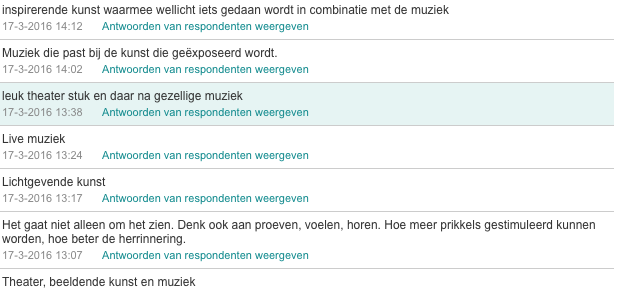 inspirerende kunst waarmee wellicht iets gedaan wordt in combinatie met de muziek
17-3-2016 14:12 Antwoorden van respondenten weergeven
Muziek die past bij de kunst die geëxposeerd wordt.
17-3-2016 14:02 Antwoorden van respondenten weergeven
leuk theater stuk en daar na gezellige muziek
17-3-2016 13:38 Antwoorden van respondenten weergeven
Live muziek
17-3-2016 13:24 Antwoorden van respondenten weergeven
Lichtgevende kunst
17-3-2016 13:17 Antwoorden van respondenten weergeven
Het gaat niet alleen om het zien. Denk ook aan proeven, voelen, horen. Hoe meer prikkels gestimuleerd kunnen
worden, hoe beter de herrinnering.
17-3-2016 13:07 Antwoorden van respondenten weergeven
Theater, beeldende kunst en muziek